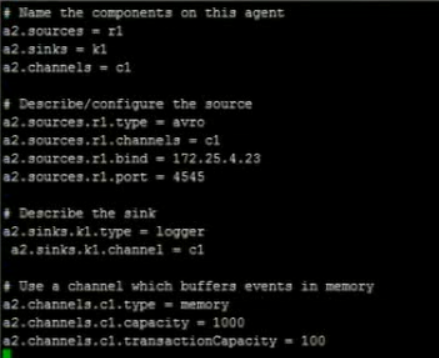 # Name the components on this agent
a2.sources = r1
a2.sinks = k1
a2.channels = c1
# Describe/configure the source
a2.sources.r1.type = avro
a2.sources.r1.channels = c1
a2.sources.r1.bind = 172.25.4.23
a2.sources.r1.port = 4545
# Describe the sink
a2.sinks.k1.type = logger
a2.sinks.k1.channel = c1
# Use a channel which buffers events in memory
a2.channels.c1.type = memory
a2.channels.c1.capacity = 1000
a2.channels.c1.transactionCapacity = 100